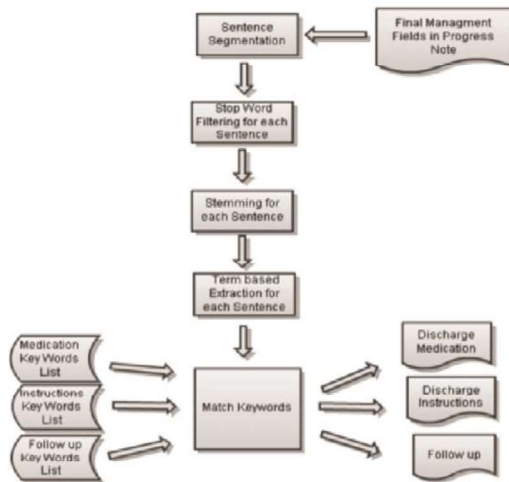 Sentence
Segmentation
Final Managment
Fields in Progress
Note
Stop Word
Filtering for each
Sentence
Stemming for
each Sentence
Term based
Extraction for
each Sentence
Medication
Key Words
List
Instructions
Key Words
List
Follow up
Key Words
List
Match Keywords
Discharge
Medication
Discharge
Instructions
Follow up